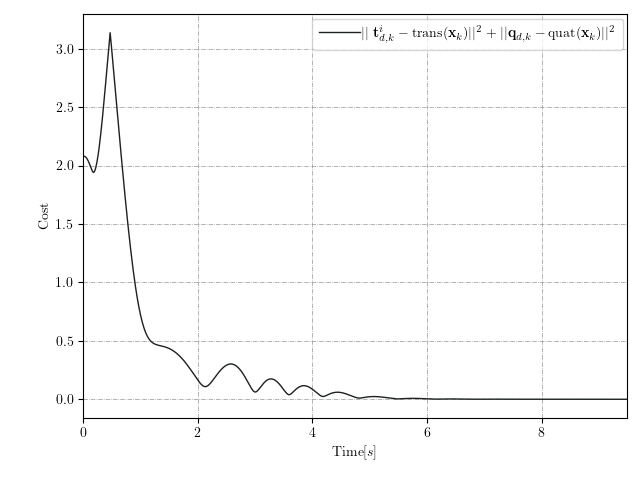 || t^i_{d,k} − trans(x_k)||^2 + ||q_{d,k} − quat(x_k)||^2
3.0
2.5
2.0
1.5
1.0
0.5
0.0
Cost
0 2 4 6 8
Time[s]